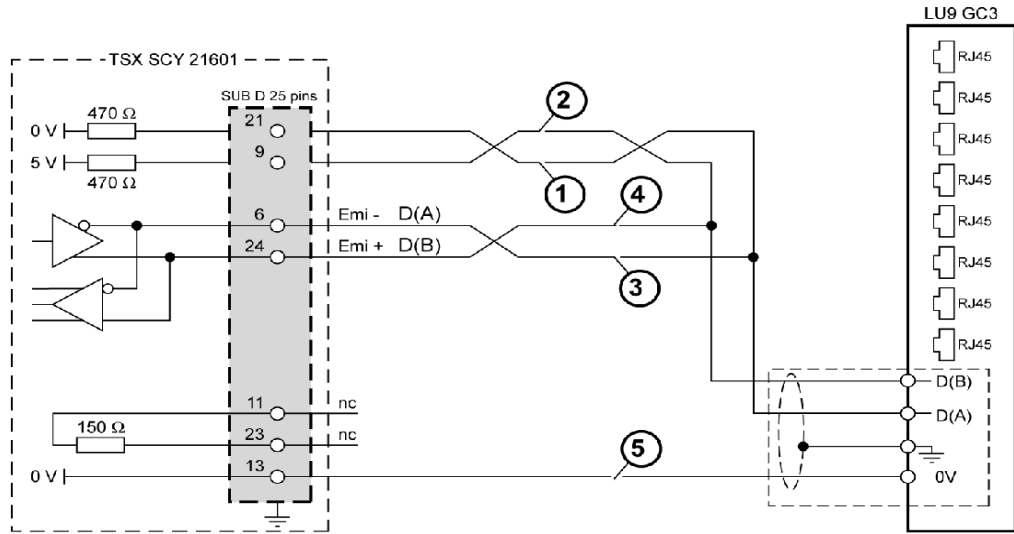 LU9 GC3
TSX SCY 21601
SUB D 25 pins
470 Ω
0 V
21
5 V
9
470 Ω
2
1
6
Emi - D(A)
4
24
Emi + D(B)
3
RJ45
RJ45
RJ45
RJ45
RJ45
RJ45
RJ45
RJ45
D(B)
D(A)
11
nc
150 Ω
23
nc
13
0 V
5
0V